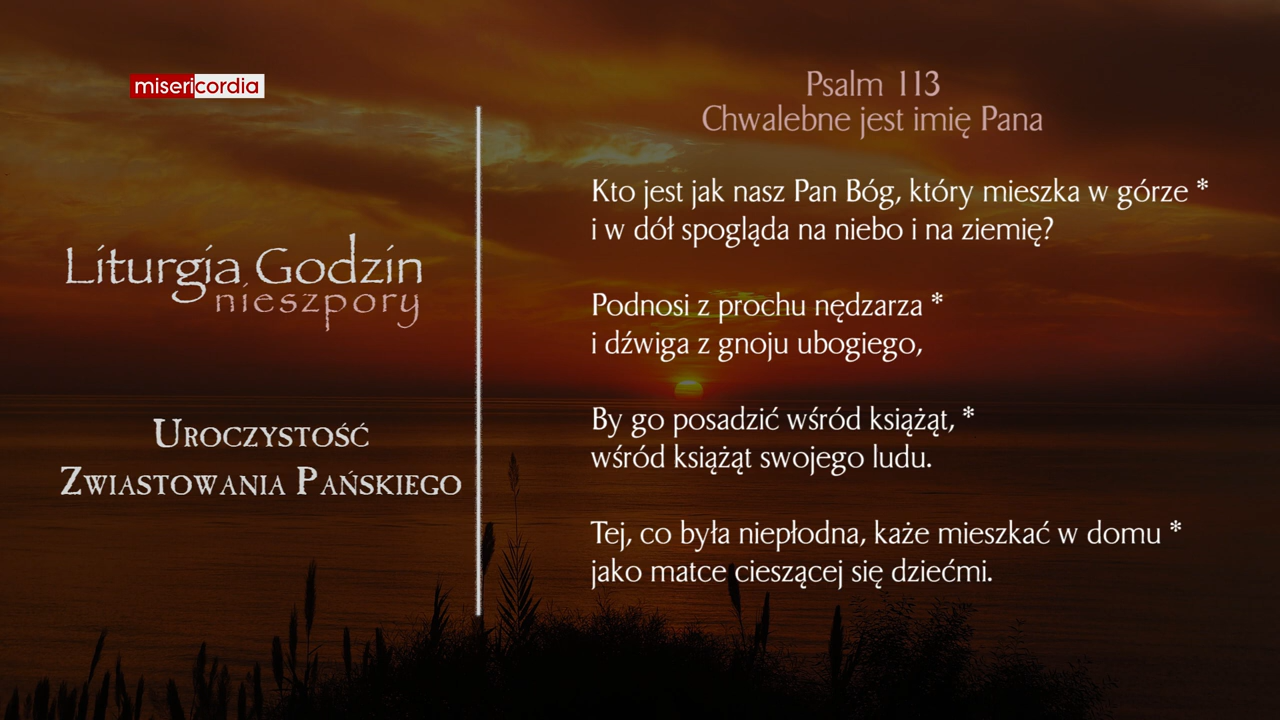 misericordia
Liturgia Godzin
nieszpory
Uroczystość
Zwiastowania Pańskiego
Psalm 113
Chwalebne jest imię Pana
Kto jest jak nasz Pan Bóg, który mieszka w górze *
i w dół spogląda na niebo i na ziemię?
Podnosi z prochu nędzarza *
i dźwiga z gnoju ubogiego,
By go posadzić wśród książąt, *
wśród książąt swojego ludu.
Tej, co była niepłodna, każe mieszkać w domu *
jako matce cieszącej się dziećmi.